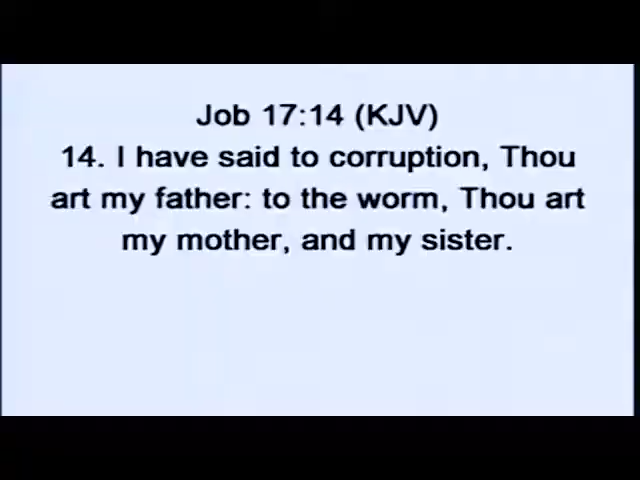 Job 17:14 (KJV)
14. I have said to corruption, Thou
art my father: to the worm, Thou art
my mother, and my sister.